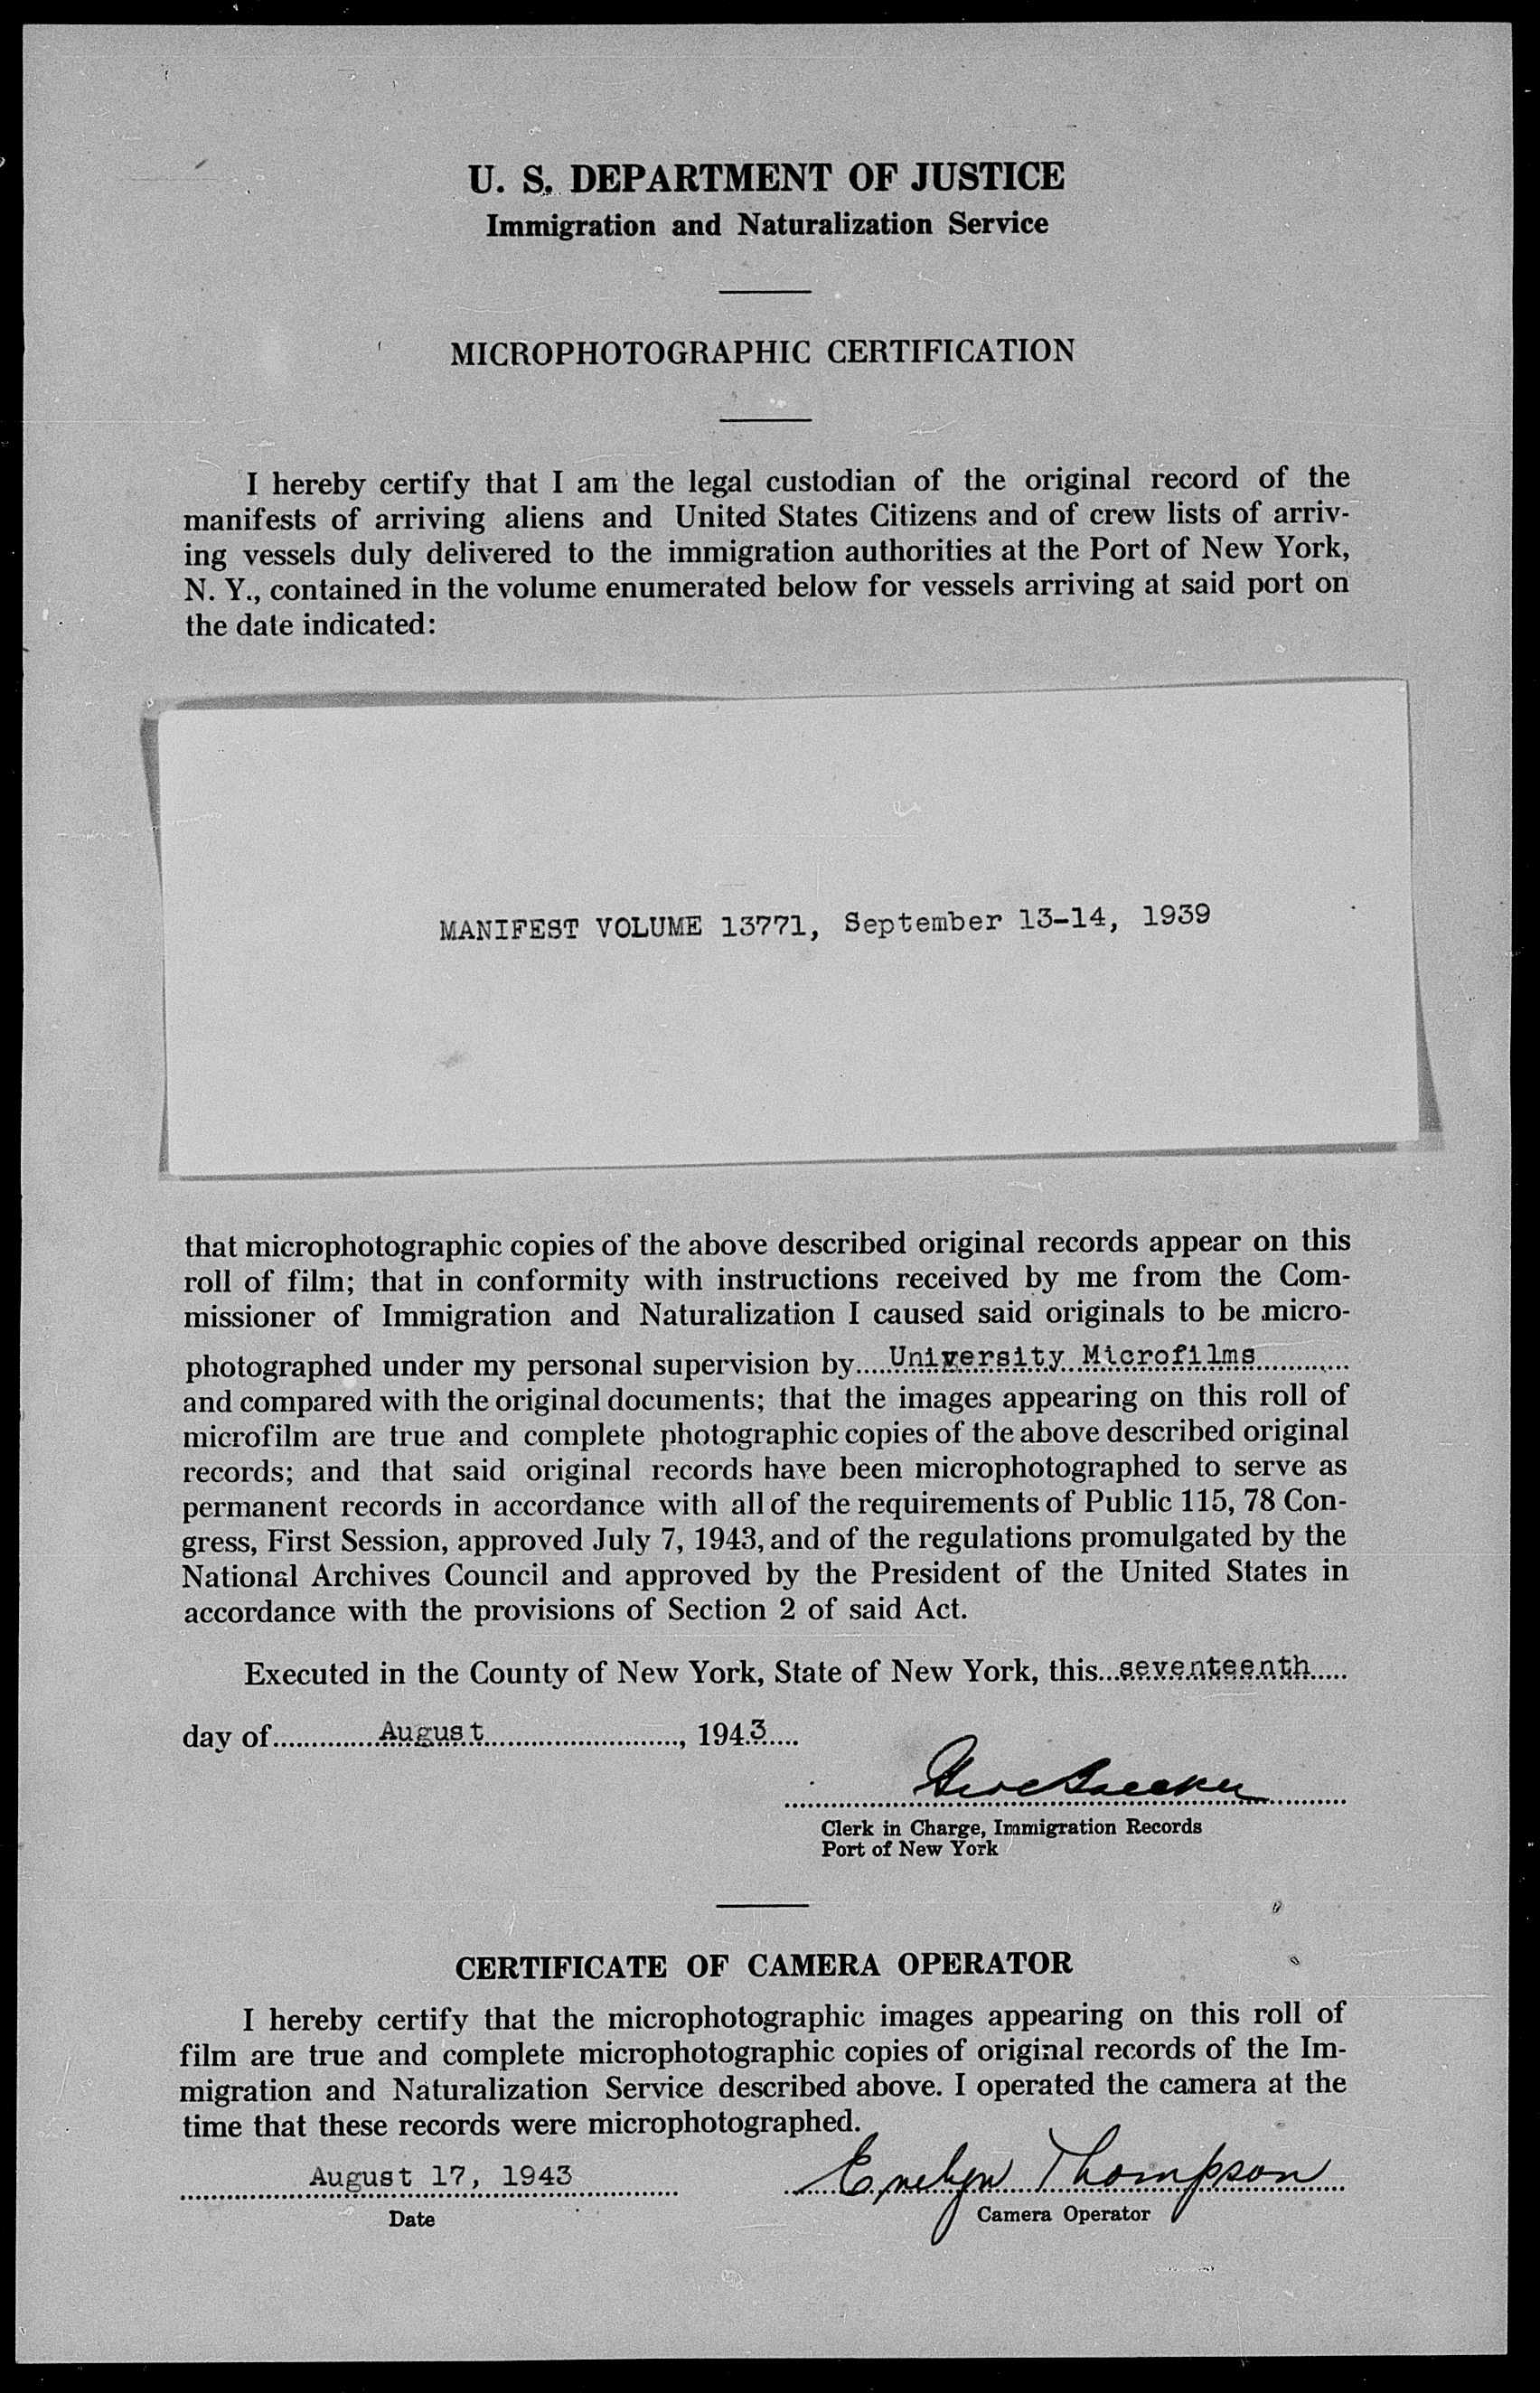 U. S. DEPARTMENT OF JUSTICE
Immigration and Naturalization Service
MICROPHOTOGRAPHIC CERTIFICATION
I hereby certify that I am the legal custodian of the original record of the
manifests of arriving aliens and United States Citizens and of crew lists of arriv-
ing vessels duly delivered to the immigration authorities at the Port of New York,
N. Y., contained in the volume enumerated below for vessels arriving at said port on
the date indicated:
MANIFEST VOLUME 13771, September 13-14, 1939
that microphotographic copies of the above described original records appear on this
roll of film; that in conformity with instructions received by me from the Com-
missioner of Immigration and Naturalization I caused said originals to be micro-
photographed under my personal supervision by....University Microfilms............
and compared with the original documents; that the images appearing on this roll of
microfilm are true and complete photographic copies of the above described original
records; and that said original records have been microphotographed to serve as
permanent records in accordance with all of the requirements of Public 115, 78 Con-
gress, First Session, approved July 7, 1943, and of the regulations promulgated by the
National Archives Council and approved by the President of the United States in
accordance with the provisions of Section 2 of said Act.
Executed in the County of New York, State of New York, this...seventeenth.....
day of..............August.........................., 1943.....
Clerk in Charge, Immigration Records
Port of New York
CERTIFICATE OF CAMERA OPERATOR
I hereby certify that the microphotographic images appearing on this roll of
film are true and complete microphotographic copies of original records of the Im-
migration and Naturalization Service described above. I operated the camera at the
time that these records were microphotographed.
August 17, 1943 Evelyn Thompson
Date Camera Operator